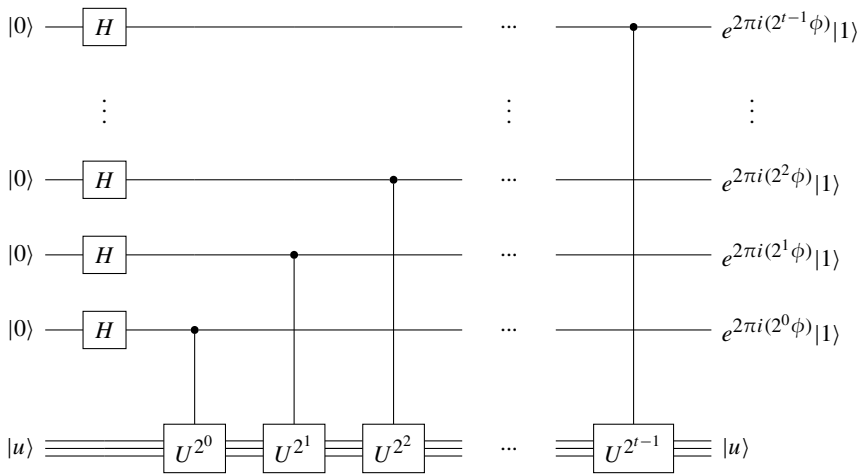 |0⟩ H ... e^{2πi(2^{t−1}φ)}|1⟩
⋮ ⋮ ⋮
|0⟩ H ... e^{2πi(2^2φ)}|1⟩
|0⟩ H ... e^{2πi(2^1φ)}|1⟩
|0⟩ H ... e^{2πi(2^0φ)}|1⟩
|u⟩ U^{2^0} U^{2^1} U^{2^2} ... U^{2^{t−1}} |u⟩